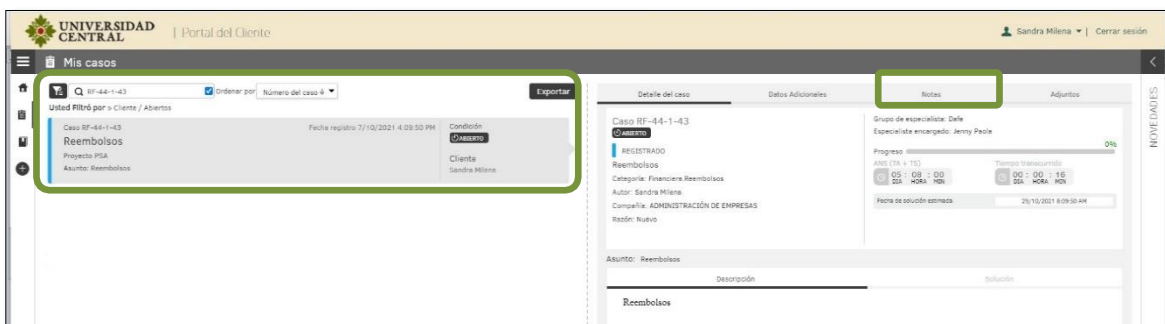 UNIVERSIDAD
CENTRAL
| Portal del Cliente
Sandra Milena | Cerrar sesión
Mis casos
RF-44-1-43
Ordenar por
Número del caso
Exportar
Usted Filtró por > Cliente / Abiertos
Caso RF-44-1-43
Fecha registro 7/10/2021 4:09:50 PM
Condición
ABIERTO
Reembolsos
Proyecto PSA
Asunto: Reembolsos
Cliente
Sandra Milena
Detalle del caso
Datos Adicionales
Notas
Adjuntos
Caso RF-44-1-43
ABIERTO
REGISTRADO
Reembolsos
Categoría: Financiera.Reembolsos
Autor: Sandra Milena
Compañía: ADMINISTRACIÓN DE EMPRESAS
Razón: Nuevo
Grupo de especialista: Dafe
Especialista encargado: Jenny Paola
Progreso
0%
ANS (TA + TS)
05 : 08 : 00
DIA HORA MIN
Tiempo transcurrido
00 : 00 : 16
DIA HORA MIN
Fecha de solución estimada
25/10/2021 8:09:50 AM
Asunto: Reembolsos
Descripción
Solución
Reembolsos
NOVEDADES